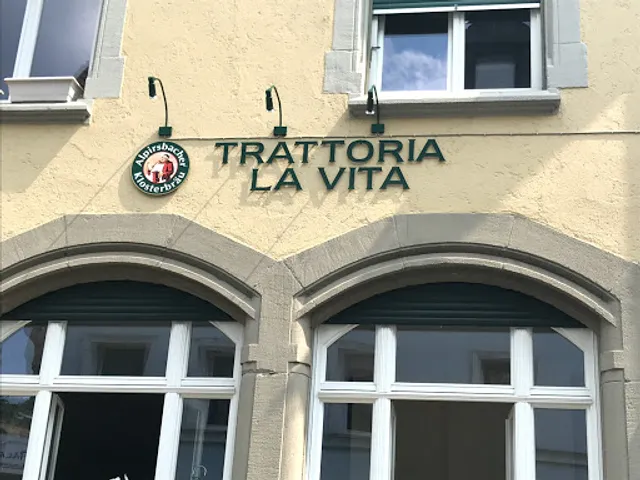 Alpirsbacher
Klosterbräu
TRATTORIA
LA VITA